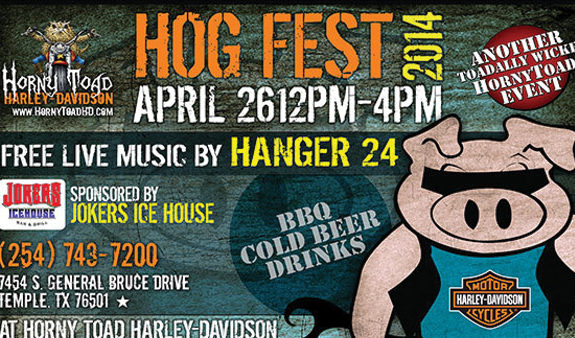 HOG FEST
2014
APRIL 26 12PM-4PM
HORNY TOAD
HARLEY-DAVIDSON
WWW.HORNYTOADHD.COM
ANOTHER
TOADALLY WICKED
HORNYTOAD
EVENT
FREE LIVE MUSIC BY HANGER 24
JOKERS
ICEHOUSE
BAR & GRILL
SPONSORED BY
JOKERS ICE HOUSE
BBQ
COLD BEER
DRINKS
(254) 743-7200
7454 S. GENERAL BRUCE DRIVE
TEMPLE, TX 76501 ★
AT HORNY TOAD HARLEY-DAVIDSON
MOTOR
HARLEY-DAVIDSON
CYCLES